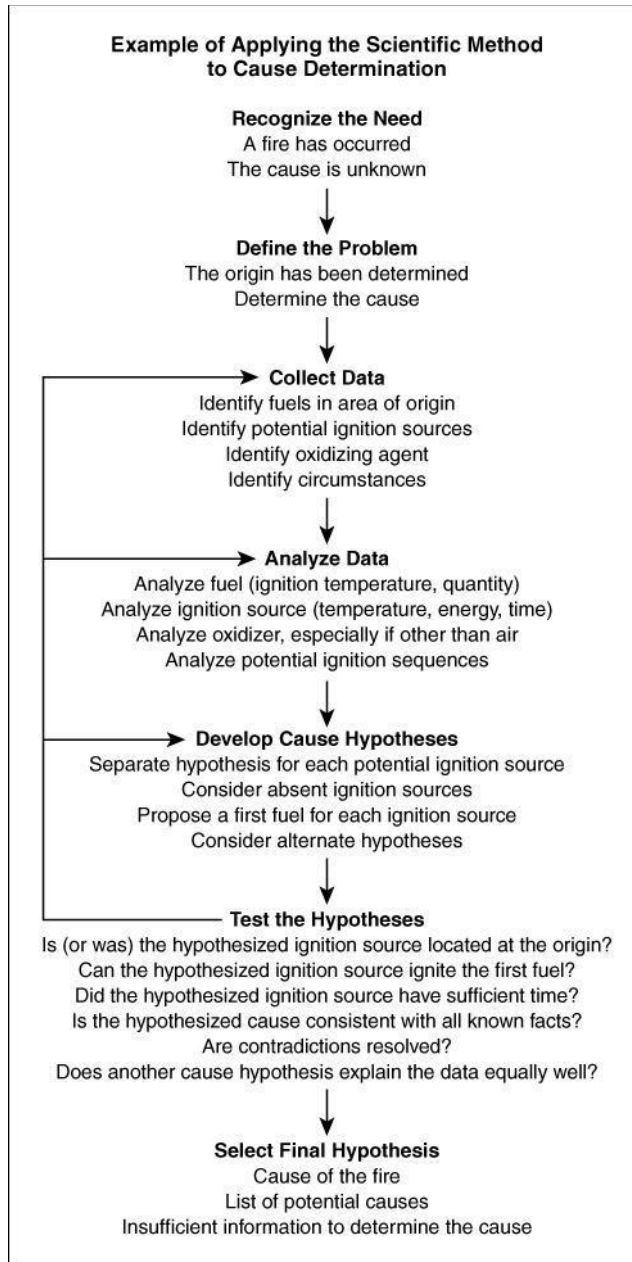 Example of Applying the Scientific Method
to Cause Determination
Recognize the Need
A fire has occurred
The cause is unknown
Define the Problem
The origin has been determined
Determine the cause
Collect Data
Identify fuels in area of origin
Identify potential ignition sources
Identify oxidizing agent
Identify circumstances
Analyze Data
Analyze fuel (ignition temperature, quantity)
Analyze ignition source (temperature, energy, time)
Analyze oxidizer, especially if other than air
Analyze potential ignition sequences
Develop Cause Hypotheses
Separate hypothesis for each potential ignition source
Consider absent ignition sources
Propose a first fuel for each ignition source
Consider alternate hypotheses
Test the Hypotheses
Is (or was) the hypothesized ignition source located at the origin?
Can the hypothesized ignition source ignite the first fuel?
Did the hypothesized ignition source have sufficient time?
Is the hypothesized cause consistent with all known facts?
Are contradictions resolved?
Does another cause hypothesis explain the data equally well?
Select Final Hypothesis
Cause of the fire
List of potential causes
Insufficient information to determine the cause